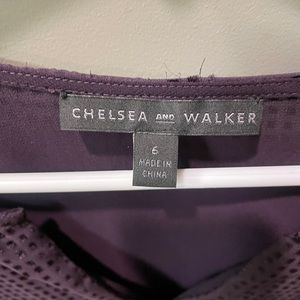 CHELSEA AND WALKER
6
MADE IN
CHINA